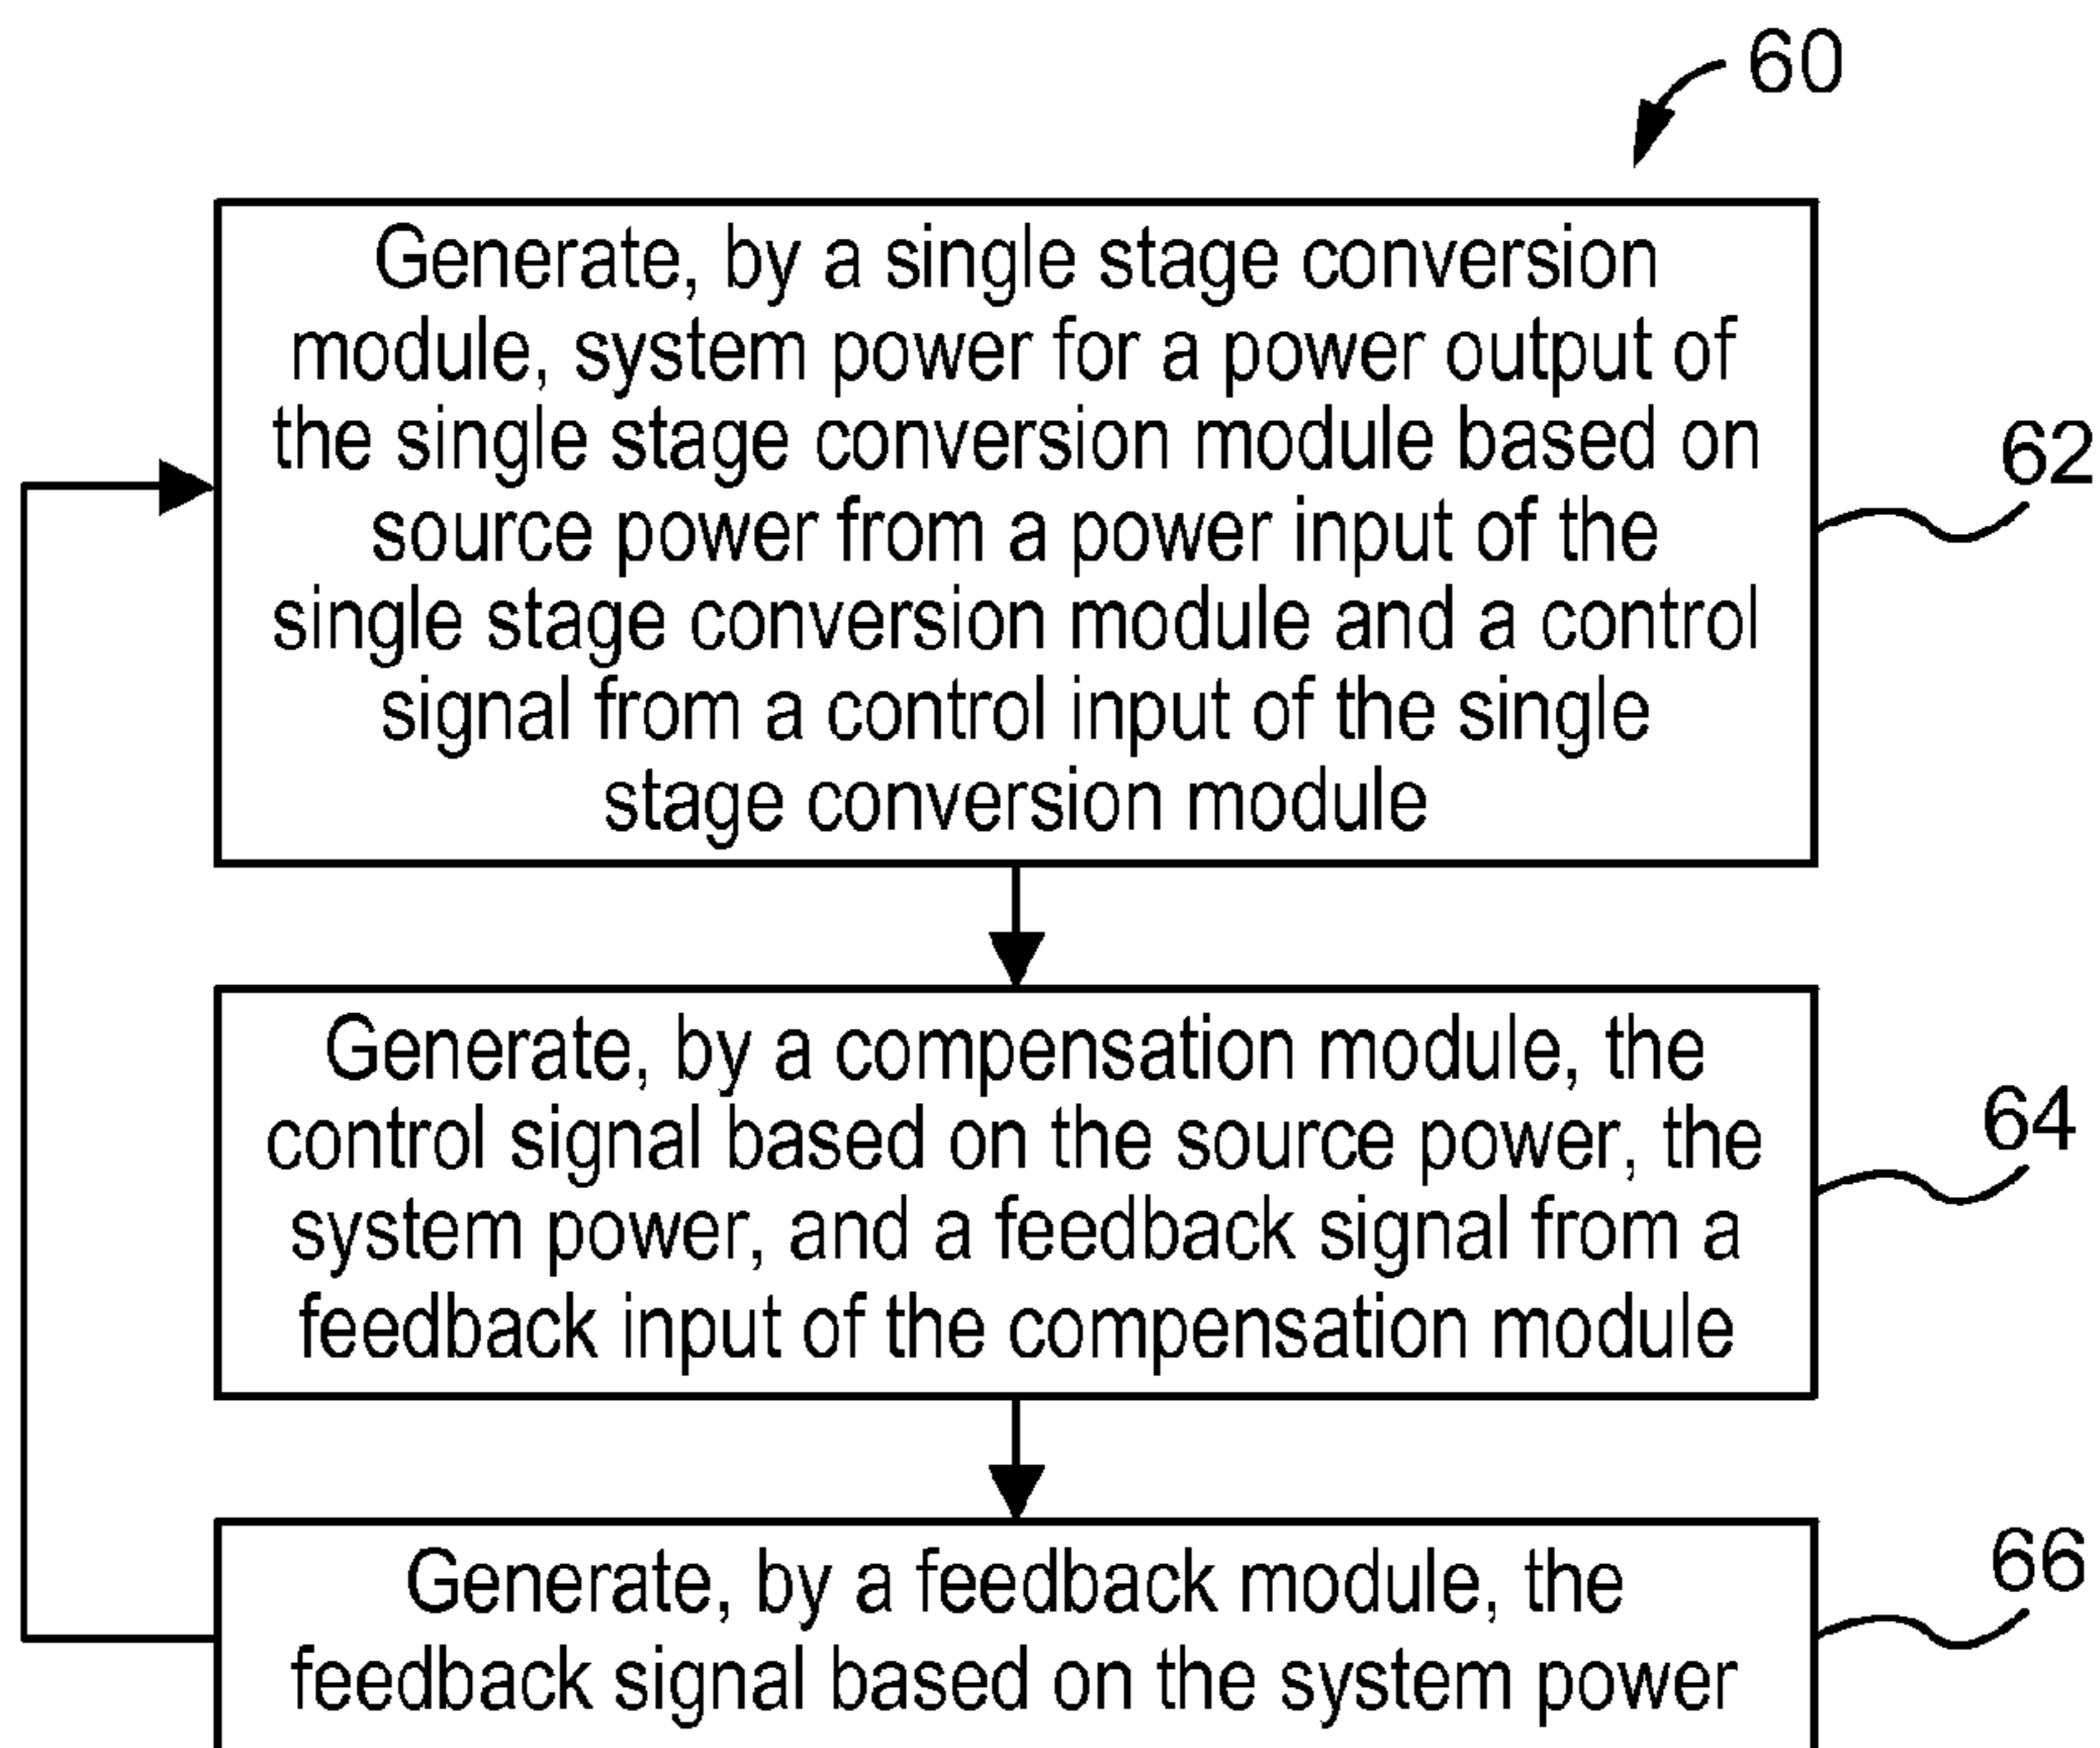 60
Generate, by a single stage conversion
module, system power for a power output of
the single stage conversion module based on
source power from a power input of the
single stage conversion module and a control
signal from a control input of the single
stage conversion module
62
Generate, by a compensation module, the
control signal based on the source power, the
system power, and a feedback signal from a
feedback input of the compensation module
64
Generate, by a feedback module, the
feedback signal based on the system power
66